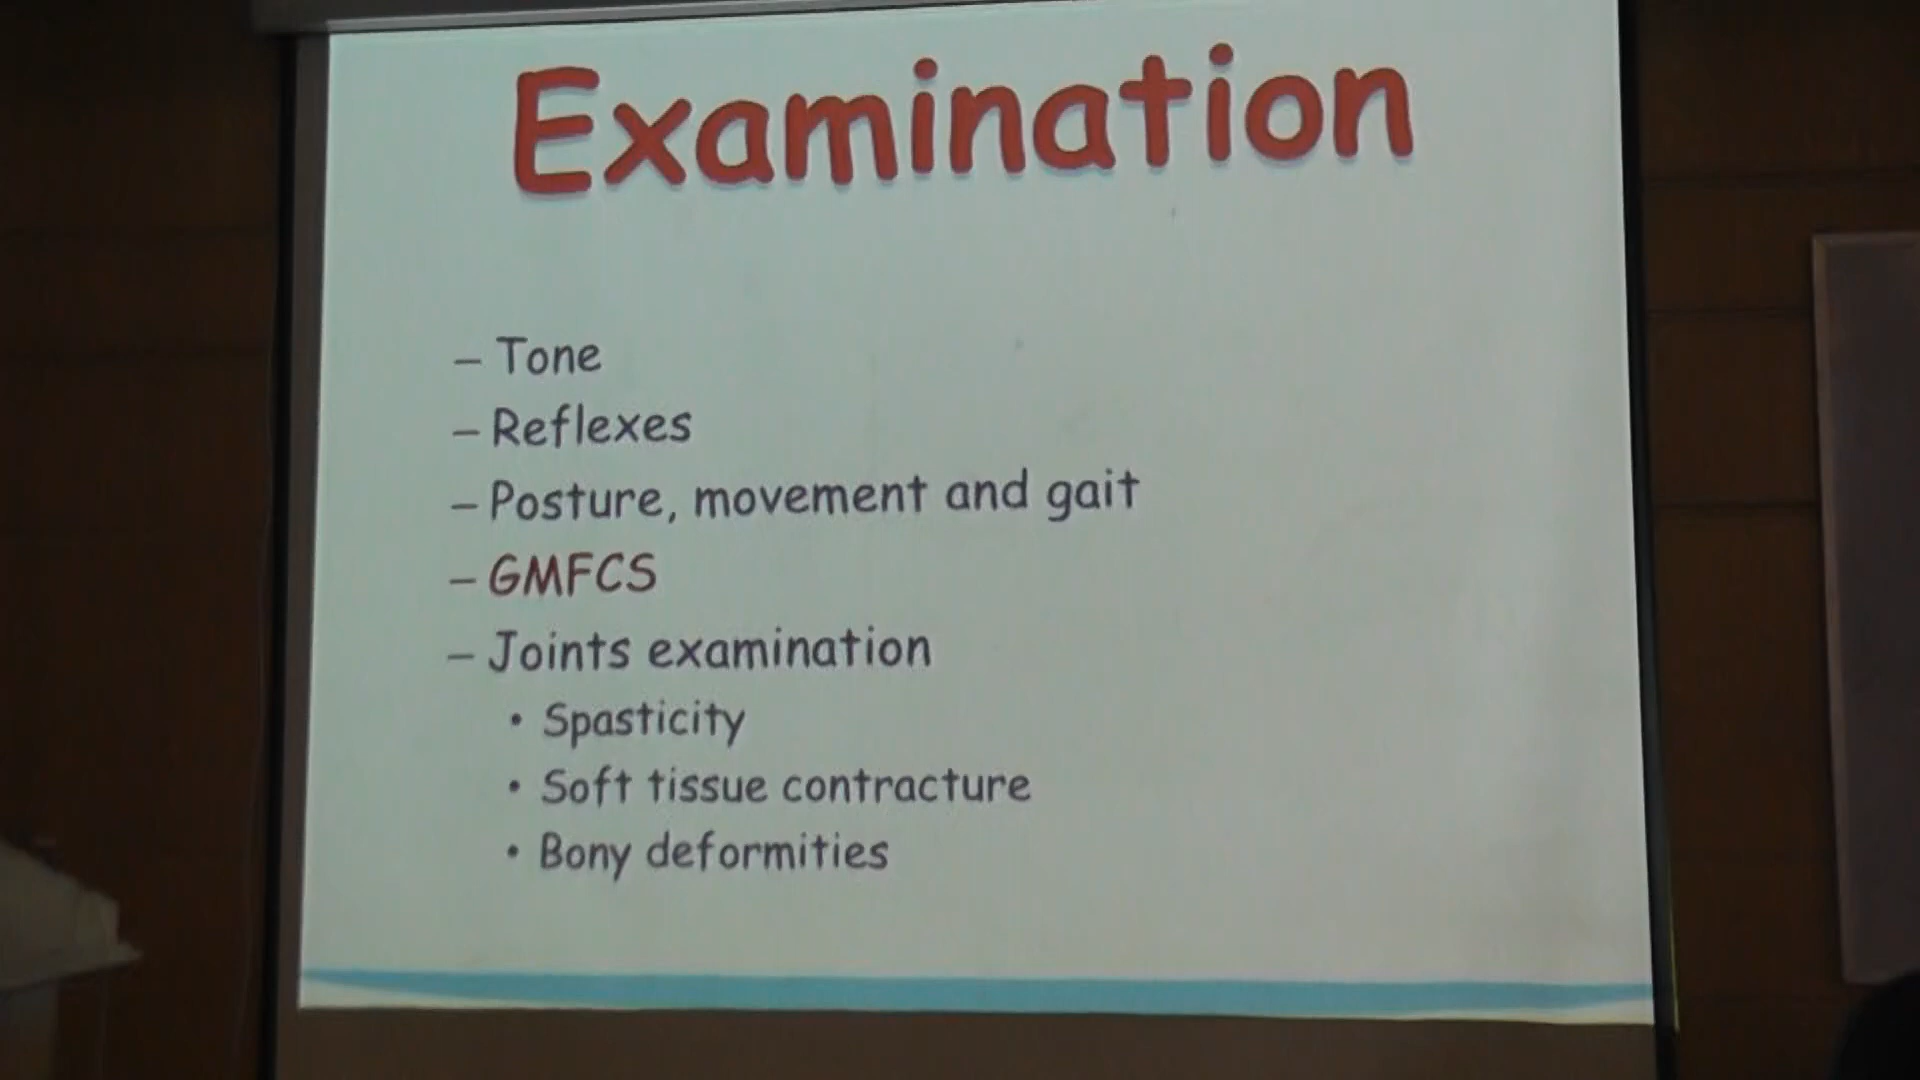 Examination
– Tone
– Reflexes
– Posture, movement and gait
– GMFCS
– Joints examination
• Spasticity
• Soft tissue contracture
• Bony deformities